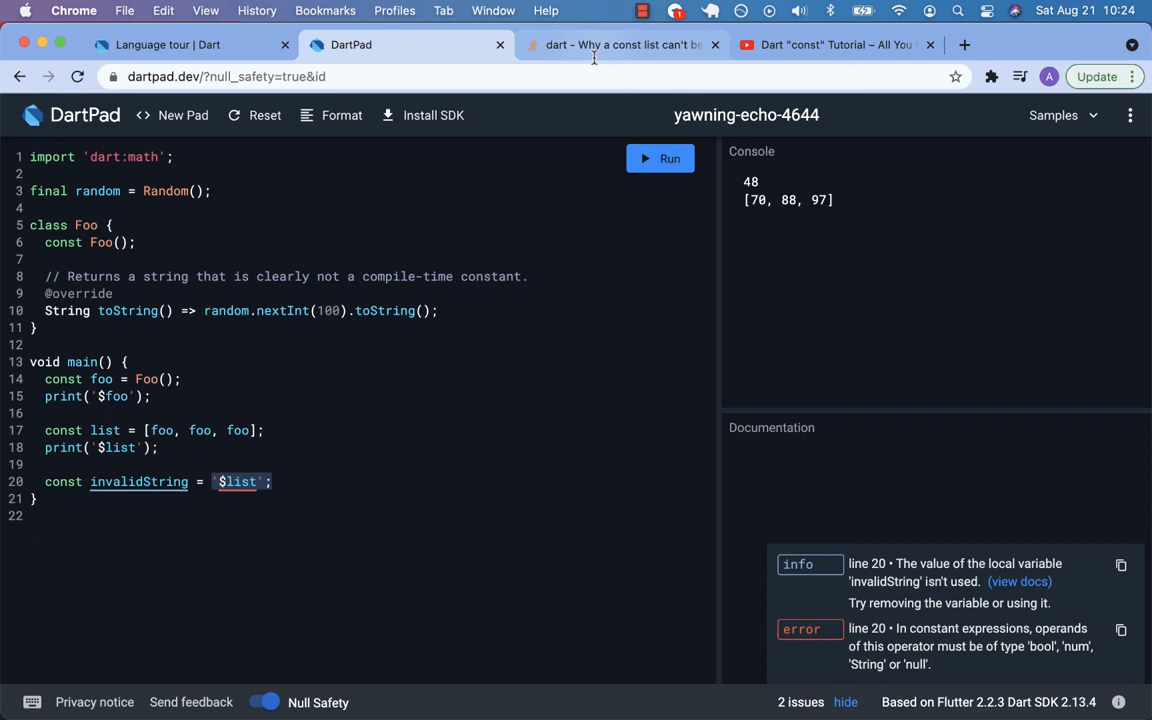 Chrome File Edit View History Bookmarks Profiles Tab Window Help 1 Sat Aug 21 10:24
Language tour | Dart DartPad dart - Why a const list can't be Dart "const" Tutorial – All You
dartpad.dev/?null_safety=true&id A Update
DartPad <> New Pad Reset Format Install SDK yawning-echo-4644 Samples
Run
1 import 'dart:math';
2
3 final random = Random();
4
5 class Foo {
6 const Foo();
7
8 // Returns a string that is clearly not a compile-time constant.
9 @override
10 String toString() => random.nextInt(100).toString();
11 }
12
13 void main() {
14 const foo = Foo();
15 print('$foo');
16
17 const list = [foo, foo, foo];
18 print('$list');
19
20 const invalidString = '$list';
21 }
22
Console
48
[70, 88, 97]
Documentation
info line 20 • The value of the local variable
'invalidString' isn't used. (view docs)
Try removing the variable or using it.
error line 20 • In constant expressions, operands
of this operator must be of type 'bool', 'num',
'String' or 'null'.
Privacy notice Send feedback Null Safety 2 issues hide Based on Flutter 2.2.3 Dart SDK 2.13.4